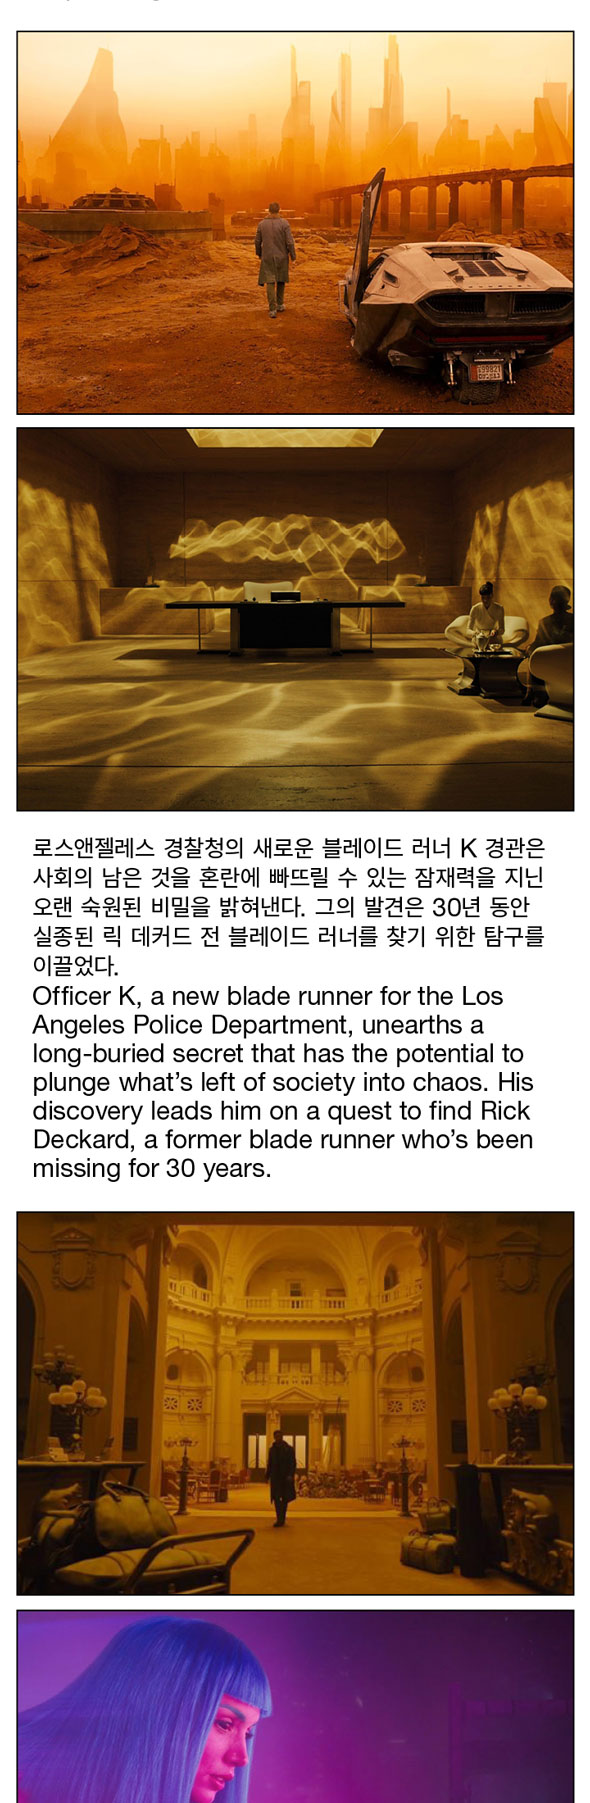 로스앤젤레스 경찰청의 새로운 블레이드 러너 K 경관은
사회의 남은 것을 혼란에 빠뜨릴 수 있는 잠재력을 지닌
오랜 숙원된 비밀을 밝혀낸다. 그의 발견은 30년 동안
실종된 릭 데커드 전 블레이드 러너를 찾기 위한 탐구를
이끌었다.
Officer K, a new blade runner for the Los
Angeles Police Department, unearths a
long-buried secret that has the potential to
plunge what’s left of society into chaos. His
discovery leads him on a quest to find Rick
Deckard, a former blade runner who’s been
missing for 30 years.